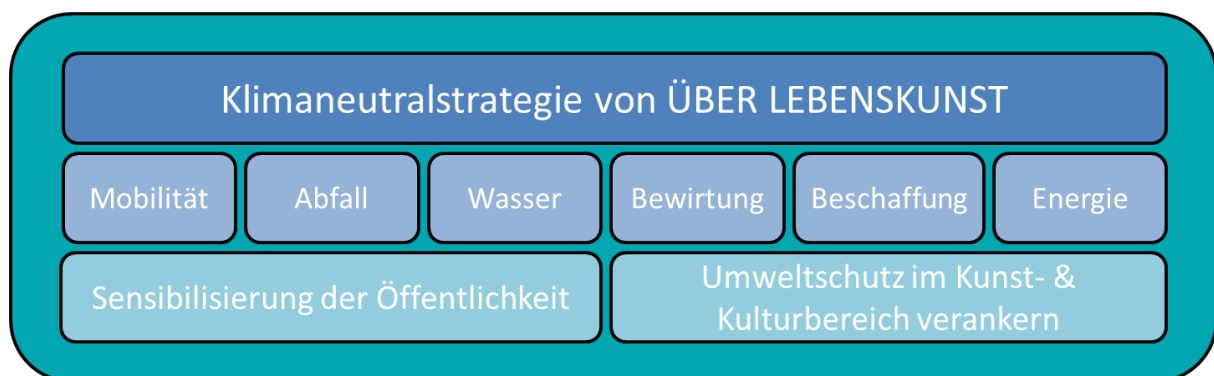 Klimaneutralstrategie von ÜBER LEBENSKUNST
Mobilität
Abfall
Wasser
Bewirtung
Beschaffung
Energie
Sensibilisierung der Öffentlichkeit
Umweltschutz im Kunst- &
Kulturbereich verankern